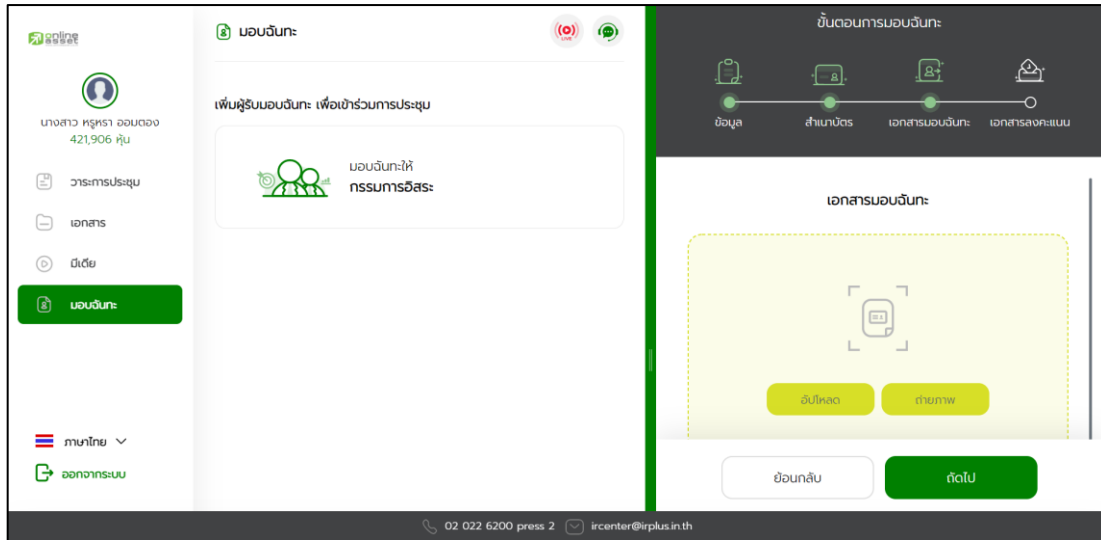 online
asset
นางสาว หรูหรา ออมตอง
421,906 หุ้น
วาระการประชุม
เอกสาร
มีเดีย
มอบฉันทะ
ภาษาไทย
ออกจากระบบ
มอบฉันทะ
LIVE
เพิ่มผู้รับมอบฉันทะ เพื่อเข้าร่วมการประชุม
มอบฉันทะให้
กรรมการอิสระ
ขั้นตอนการมอบฉันทะ
ข้อมูล สำเนาบัตร เอกสารมอบฉันทะ เอกสารลงคะแนน
เอกสารมอบฉันทะ
อัปโหลด ถ่ายภาพ
ย้อนกลับ ถัดไป
02 022 6200 press 2 ircenter@irplus.in.th